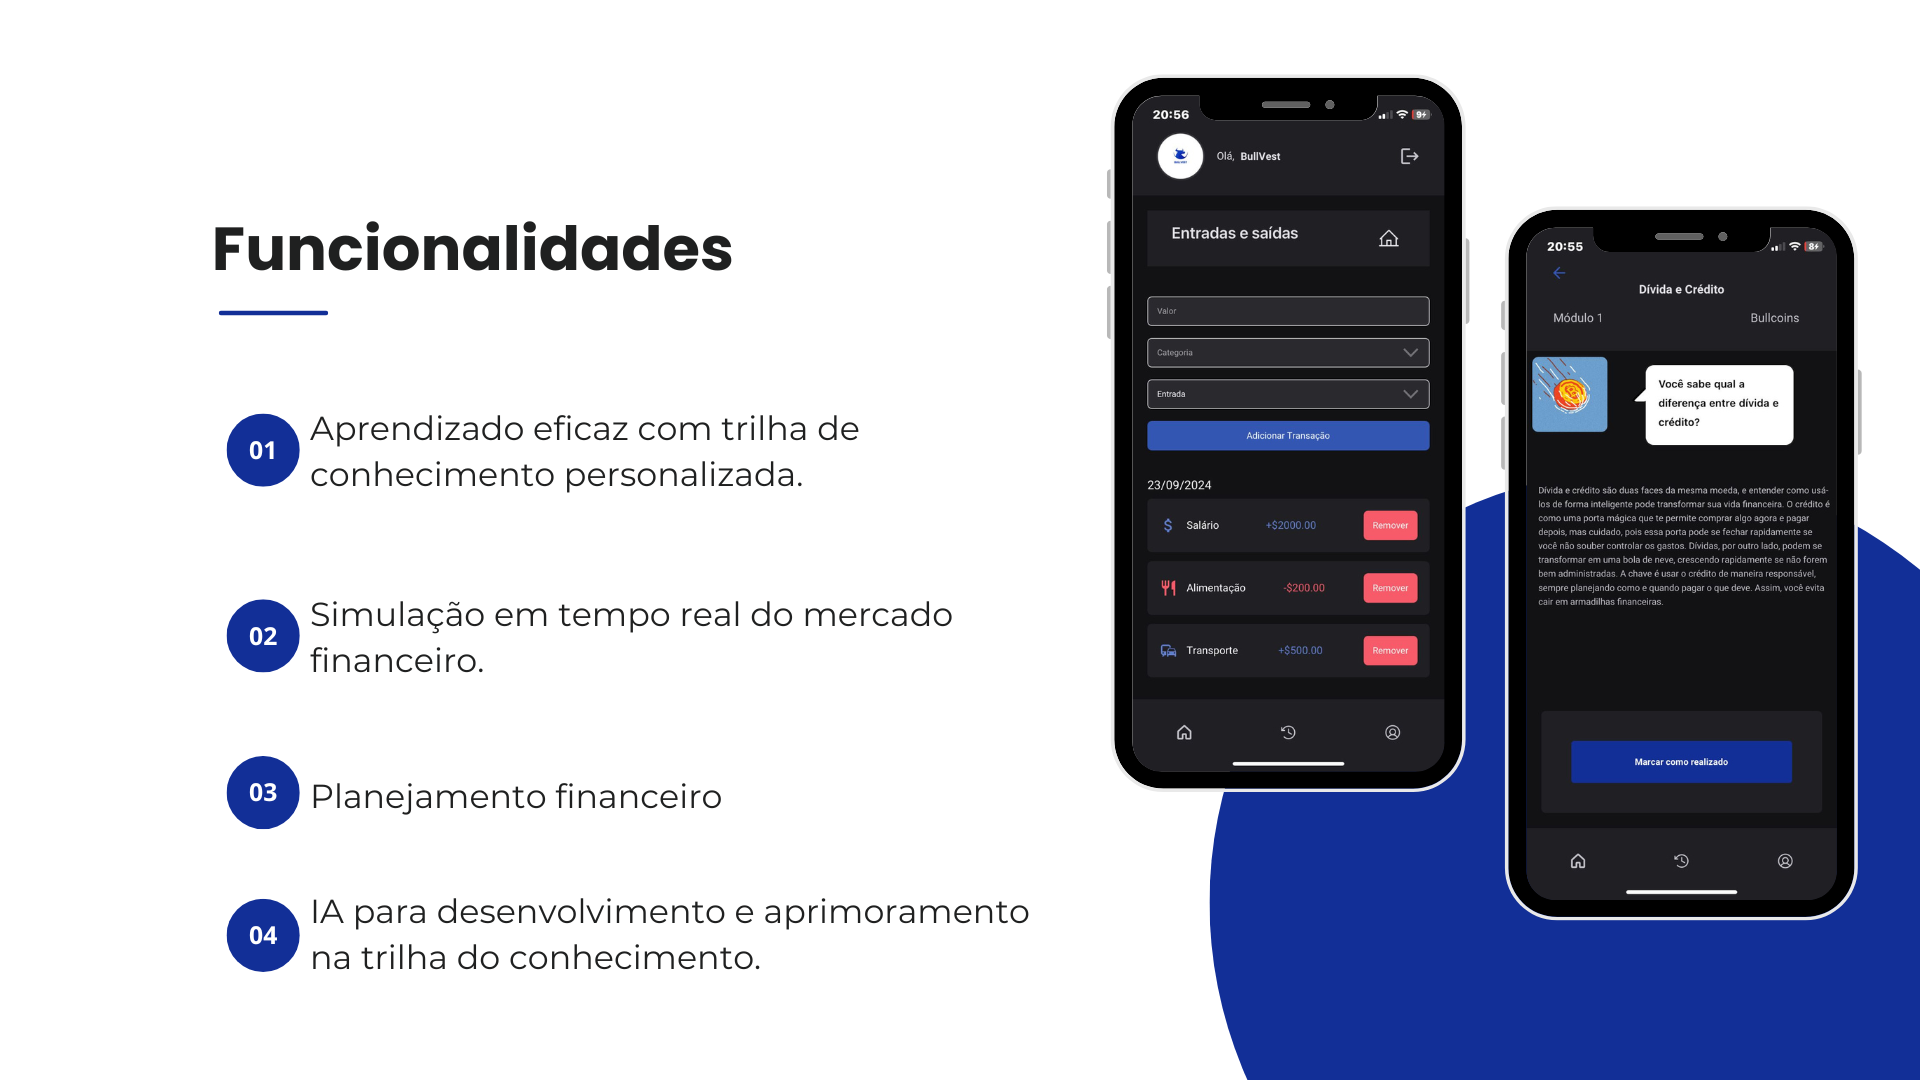 Funcionalidades
01
Aprendizado eficaz com trilha de
conhecimento personalizada.
02
Simulação em tempo real do mercado
financeiro.
03
Planejamento financeiro
04
IA para desenvolvimento e aprimoramento
na trilha do conhecimento.
20:56
9
Olá, BullVest
Entradas e saídas
Valor
Categoria
Entrada
Adicionar Transação
23/09/2024
Salário +$2000.00 Remover
Alimentação -$200.00 Remover
Transporte +$500.00 Remover
20:55
8
Dívida e Crédito
Módulo 1 Bullcoins
Você sabe qual a
diferença entre dívida e
crédito?
Dívida e crédito são duas faces da mesma moeda, e entender como usá-
los de forma inteligente pode transformar sua vida financeira. O crédito é
como uma porta mágica que te permite comprar algo agora e pagar
depois, mas cuidado, pois essa porta pode se fechar rapidamente se
você não souber controlar os gastos. Dívidas, por outro lado, podem se
transformar em uma bola de neve, crescendo rapidamente se não forem
bem administradas. A chave é usar o crédito de maneira responsável,
sempre planejando como e quando pagar o que deve. Assim, você evita
cair em armadilhas financeiras.
Marcar como realizado